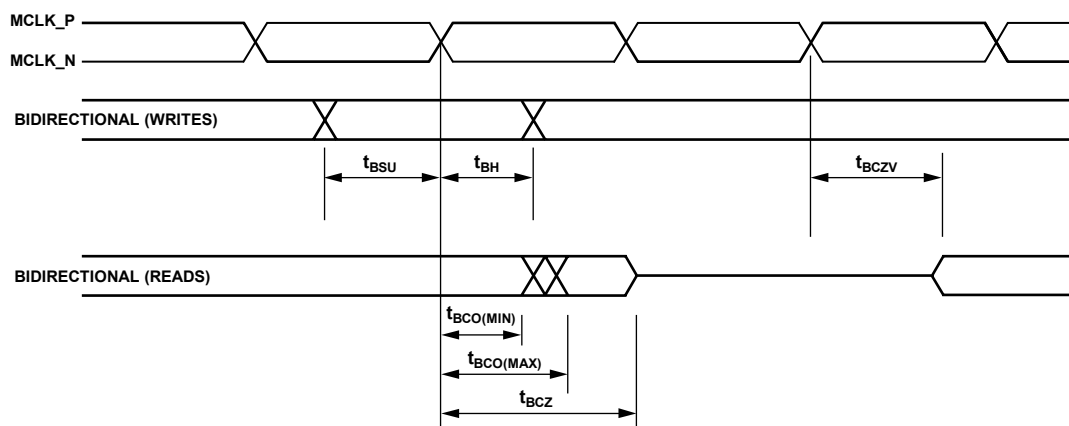 MCLK_P
MCLK_N
BIDIRECTIONAL (WRITES)
tBSU
tBH
tBCZV
BIDIRECTIONAL (READS)
tBCO(MIN)
tBCO(MAX)
tBCZ